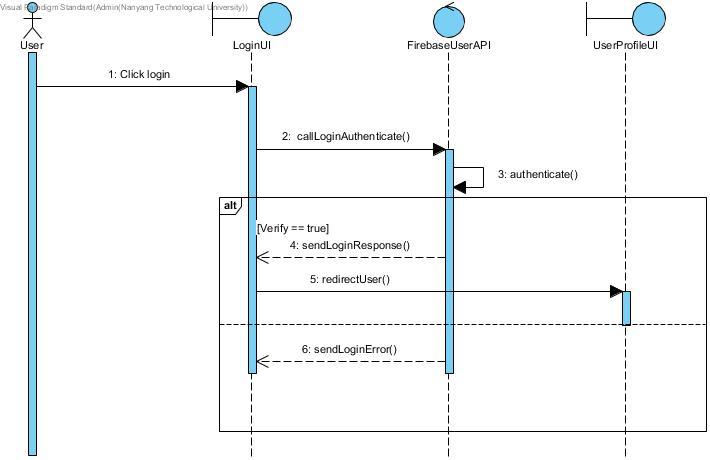 Visual Paradigm Standard(Admin(Nanyang Technological University))
User
LoginUI
FirebaseUserAPI
UserProfileUI
1: Click login
2: callLoginAuthenticate()
3: authenticate()
alt
[Verify == true]
4: sendLoginResponse()
5: redirectUser()
6: sendLoginError()